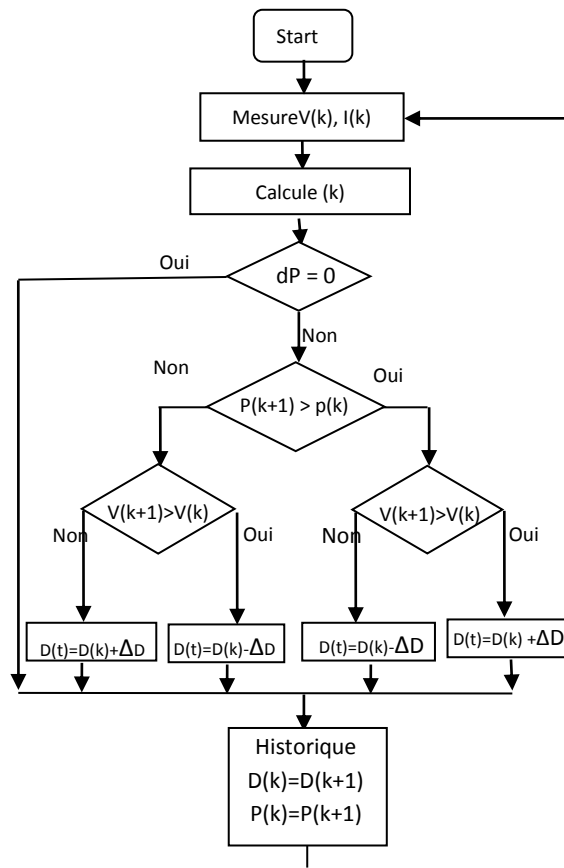 Start
MesureV(k), I(k)
Calcule (k)
Oui
dP = 0
Non
Non
Oui
P(k+1) > p(k)
V(k+1)>V(k)
V(k+1)>V(k)
Non
Oui
Non
Oui
D(t)=D(k)+ΔD
D(t)=D(k)-ΔD
D(t)=D(k)-ΔD
D(t)=D(k) +ΔD
Historique
D(k)=D(k+1)
P(k)=P(k+1)